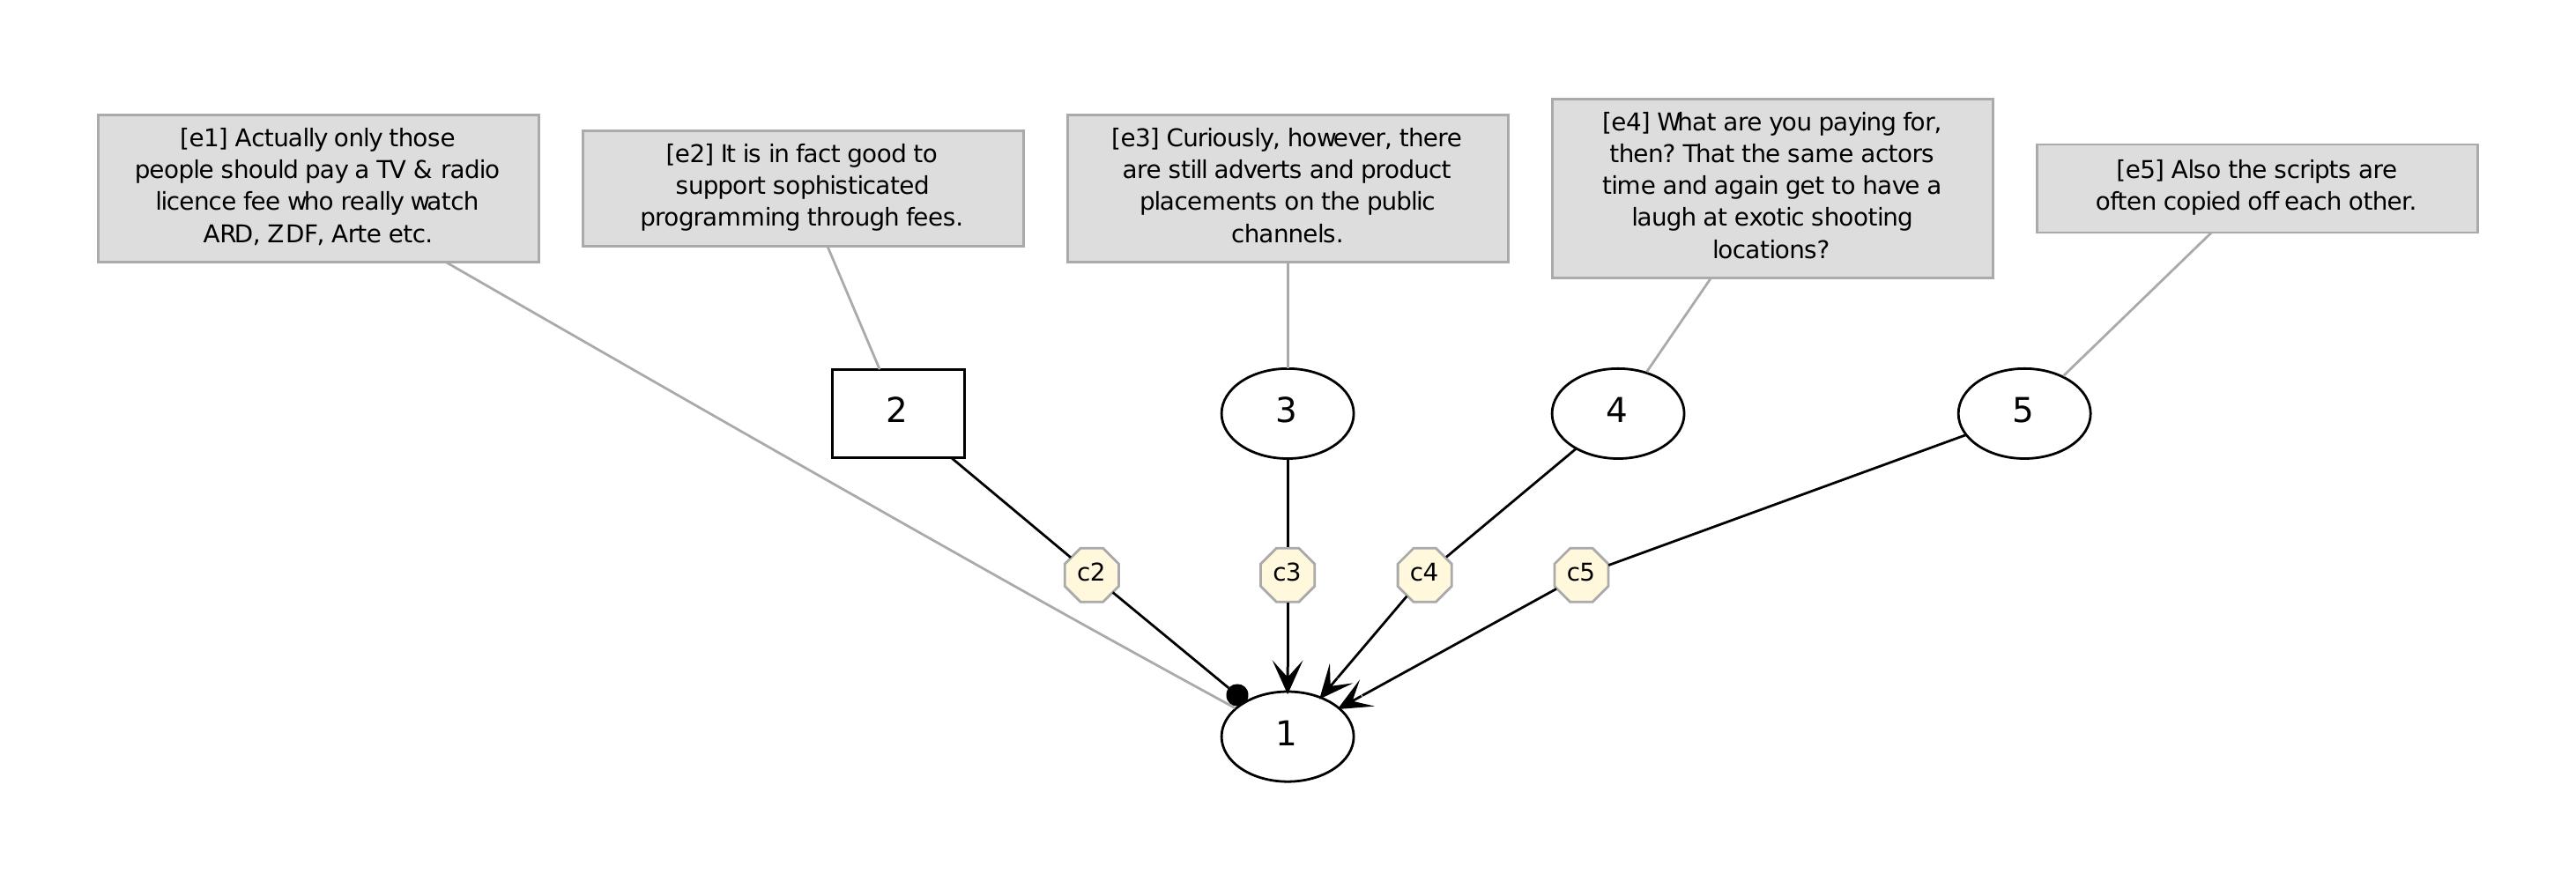 [e1] Actually only those
people should pay a TV & radio
licence fee who really watch
ARD, ZDF, Arte etc.
[e2] It is in fact good to
support sophisticated
programming through fees.
[e3] Curiously, however, there
are still adverts and product
placements on the public
channels.
[e4] What are you paying for,
then? That the same actors
time and again get to have a
laugh at exotic shooting
locations?
[e5] Also the scripts are
often copied off each other.
2
3
4
5
c2
c3
c4
c5
1